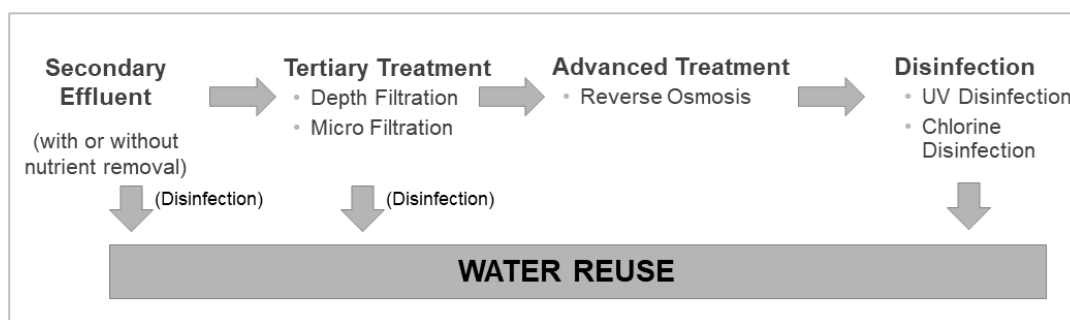 Secondary
Effluent
(with or without
nutrient removal)
Tertiary Treatment
• Depth Filtration
• Micro Filtration
Advanced Treatment
• Reverse Osmosis
Disinfection
• UV Disinfection
• Chlorine
Disinfection
(Disinfection)
(Disinfection)
WATER REUSE